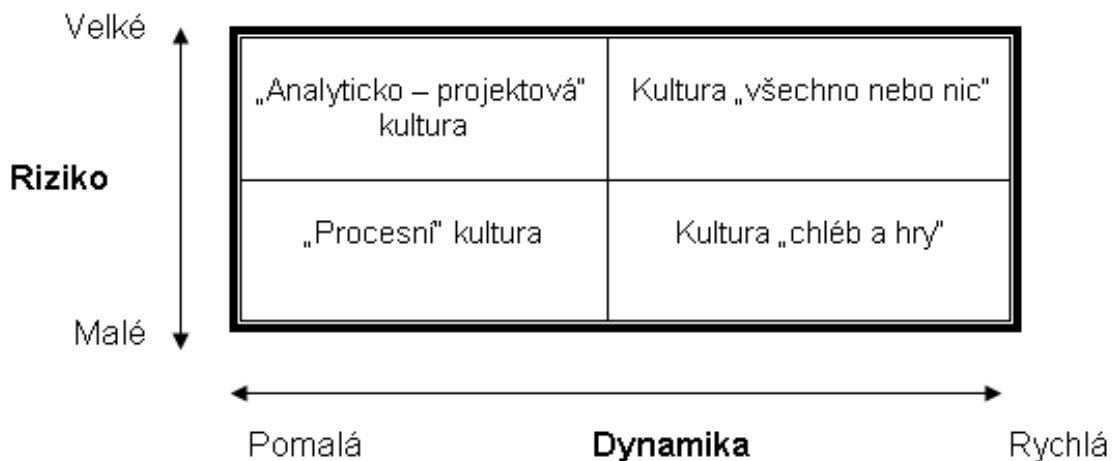 Velké
„Analyticko – projektová"
kultura
Kultura „všechno nebo nic"
Riziko
„Procesní" kultura
Kultura „chléb a hry"
Malé
Pomalá
Dynamika
Rychlá